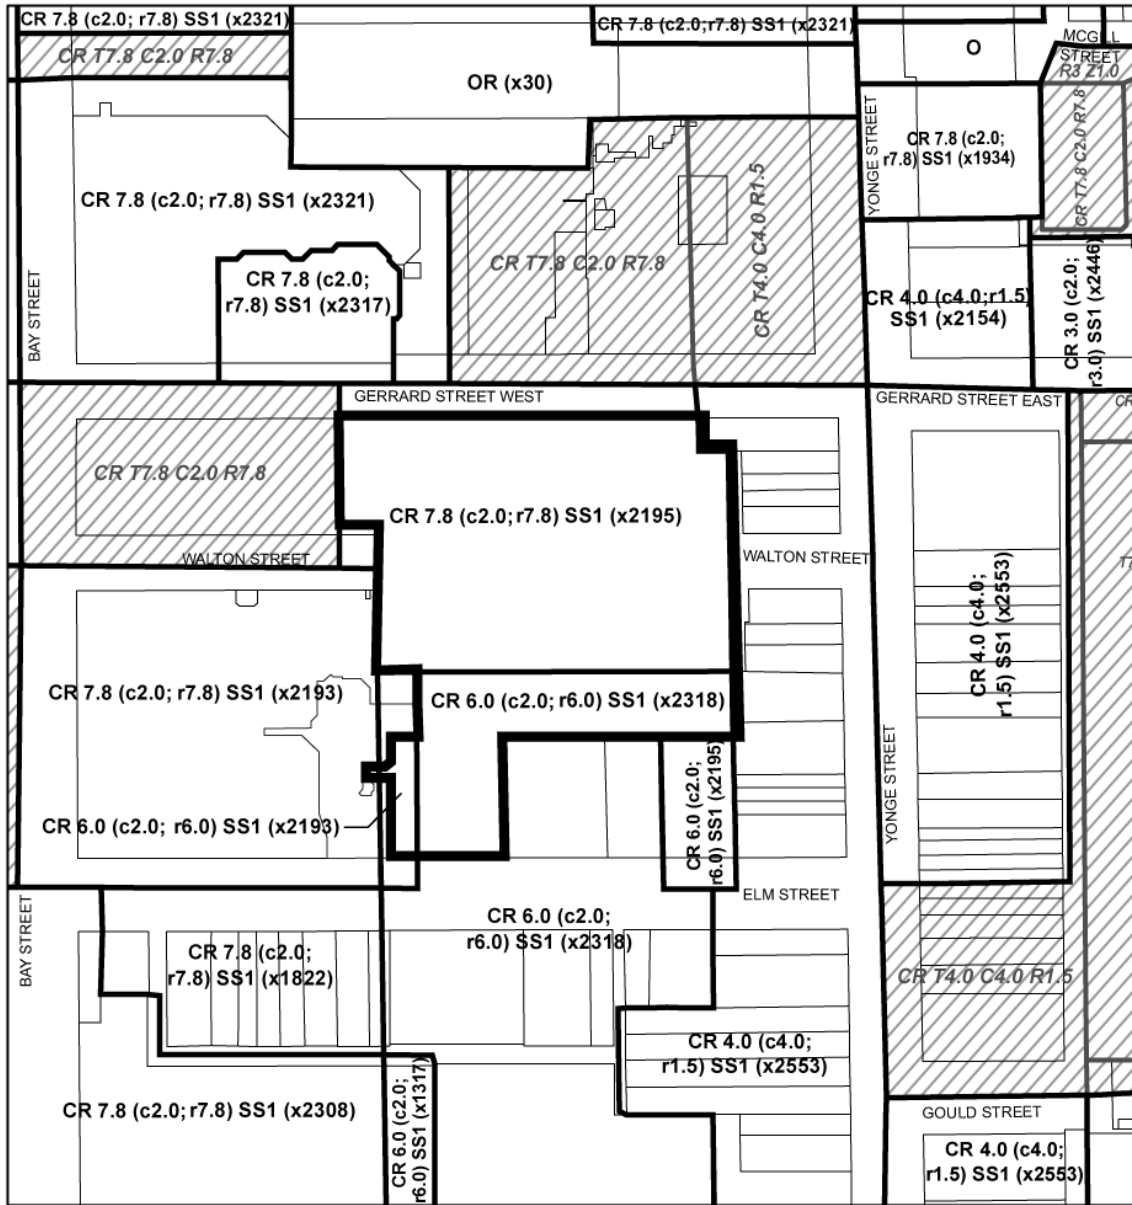 CR 7.8 (c2.0; r7.8) SS1 (x2321)
CR 7.8 (c2.0;r7.8) SS1 (x2321)
MCGILL
STREET
O
CR T7.8 C2.0 R7.8
R3 Z1.0
OR (x30)
YONGE STREET
CR 7.8 (c2.0;
r7.8) SS1 (x1934)
CR T7.8 C2.0 R7.8
CR 7.8 (c2.0; r7.8) SS1 (x2321)
CR T7.8 C2.0 R7.8
CR T4.0 C4.0 R1.5
BAY STREET
CR 7.8 (c2.0;
r7.8) SS1 (x2317)
CR 4.0 (c4.0;r1.5)
SS1 (x2154)
CR 3.0 (c2.0;
r3.0) SS1 (x2446)
GERRARD STREET WEST
GERRARD STREET EAST
CR
CR T7.8 C2.0 R7.8
CR 7.8 (c2.0;r7.8) SS1 (x2195)
WALTON STREET
WALTON STREET
CR 4.0 (c4.0;
r1.5) SS1 (x2553)
T7
CR 7.8 (c2.0; r7.8) SS1 (x2193)
CR 6.0 (c2.0; r6.0) SS1 (x2318)
CR 6.0 (c2.0;
r6.0) SS1 (x2195)
YONGE STREET
CR 6.0 (c2.0; r6.0) SS1 (x2193)
ELM STREET
BAY STREET
CR 6.0 (c2.0;
r6.0) SS1 (x2318)
CR 7.8 (c2.0;
r7.8) SS1 (x1822)
CR T4.0 C4.0 R1.5
CR 4.0 (c4.0;
r1.5) SS1 (x2553)
CR 7.8 (c2.0;r7.8) SS1 (x2308)
CR 6.0 (c2.0;
r6.0) SS1 (x1317)
GOULD STREET
CR 4.0 (c4.0;
r1.5) SS1 (x2553)